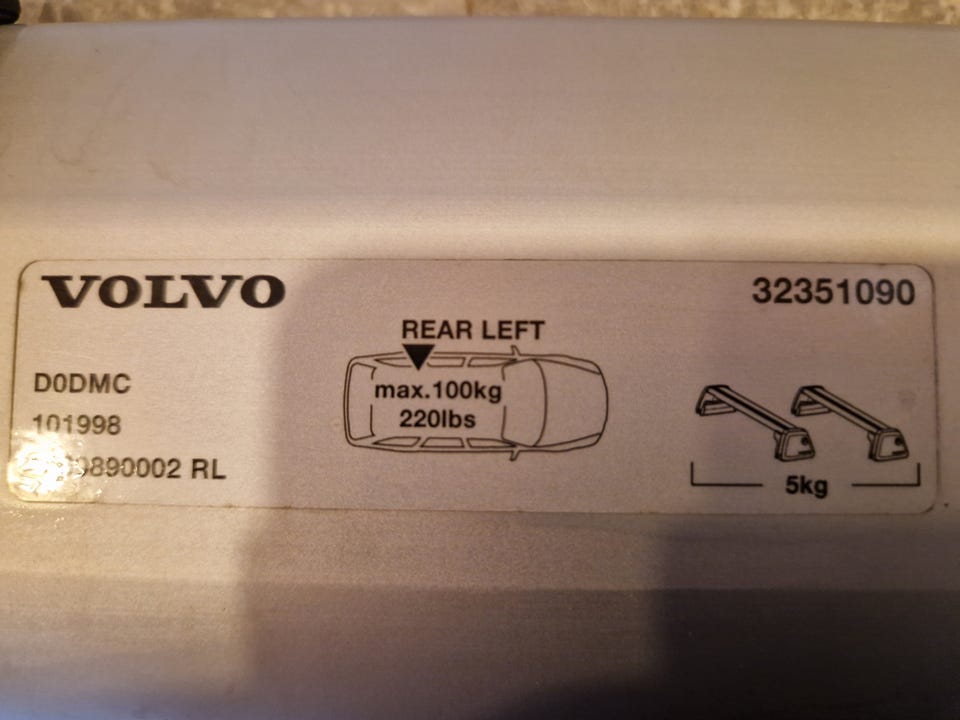 VOLVO
32351090
REAR LEFT
max.100kg
220lbs
D0DMC
101998
RL
5kg